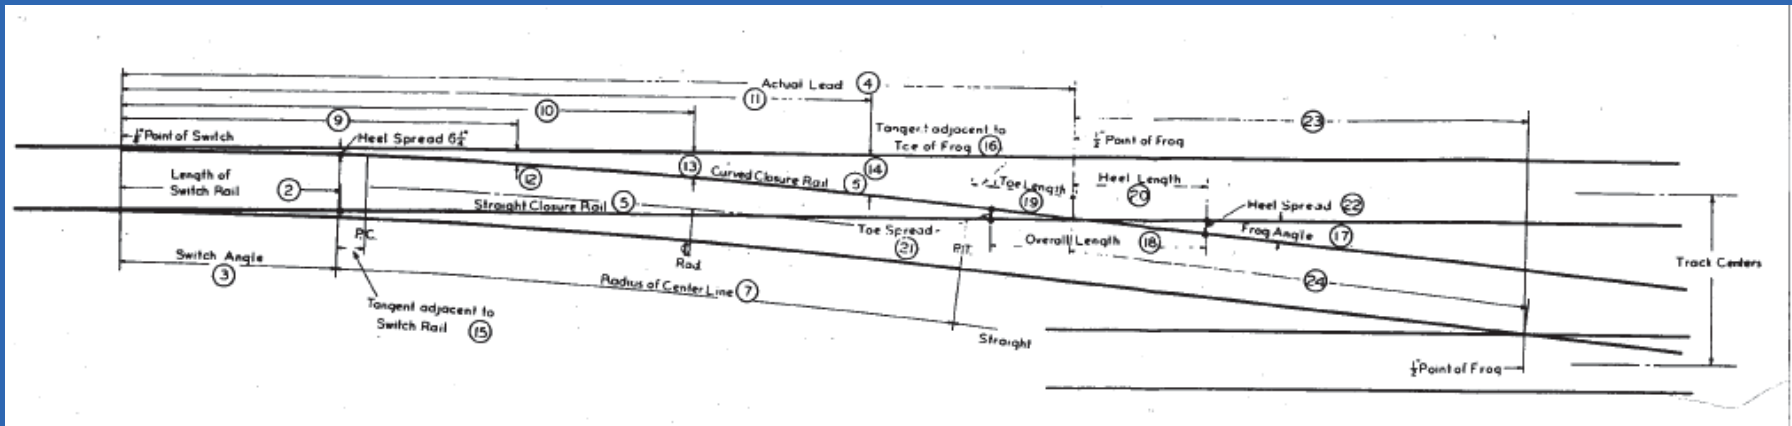 Actual Lead 4
11
10
9
23
⅛" Point of Switch
Heel Spread 6¼"
Tangent adjacent to
Toe of Frog 16
½" Point of Frog
Length of
Switch Rail 2
12
13
Curved Closure Rail 5
14
Toe Length
19
Heel Length
20
Straight Closure Rail 5
Heel Spread 22
Frog Angle 17
P.C.
Toe Spread
21
P.T.
Overall Length 18
Switch Angle
3
℄
Rad.
Track Centers
Radius of Center Line 7
24
Tangent adjacent to
Switch Rail 15
Straight
½" Point of Frog